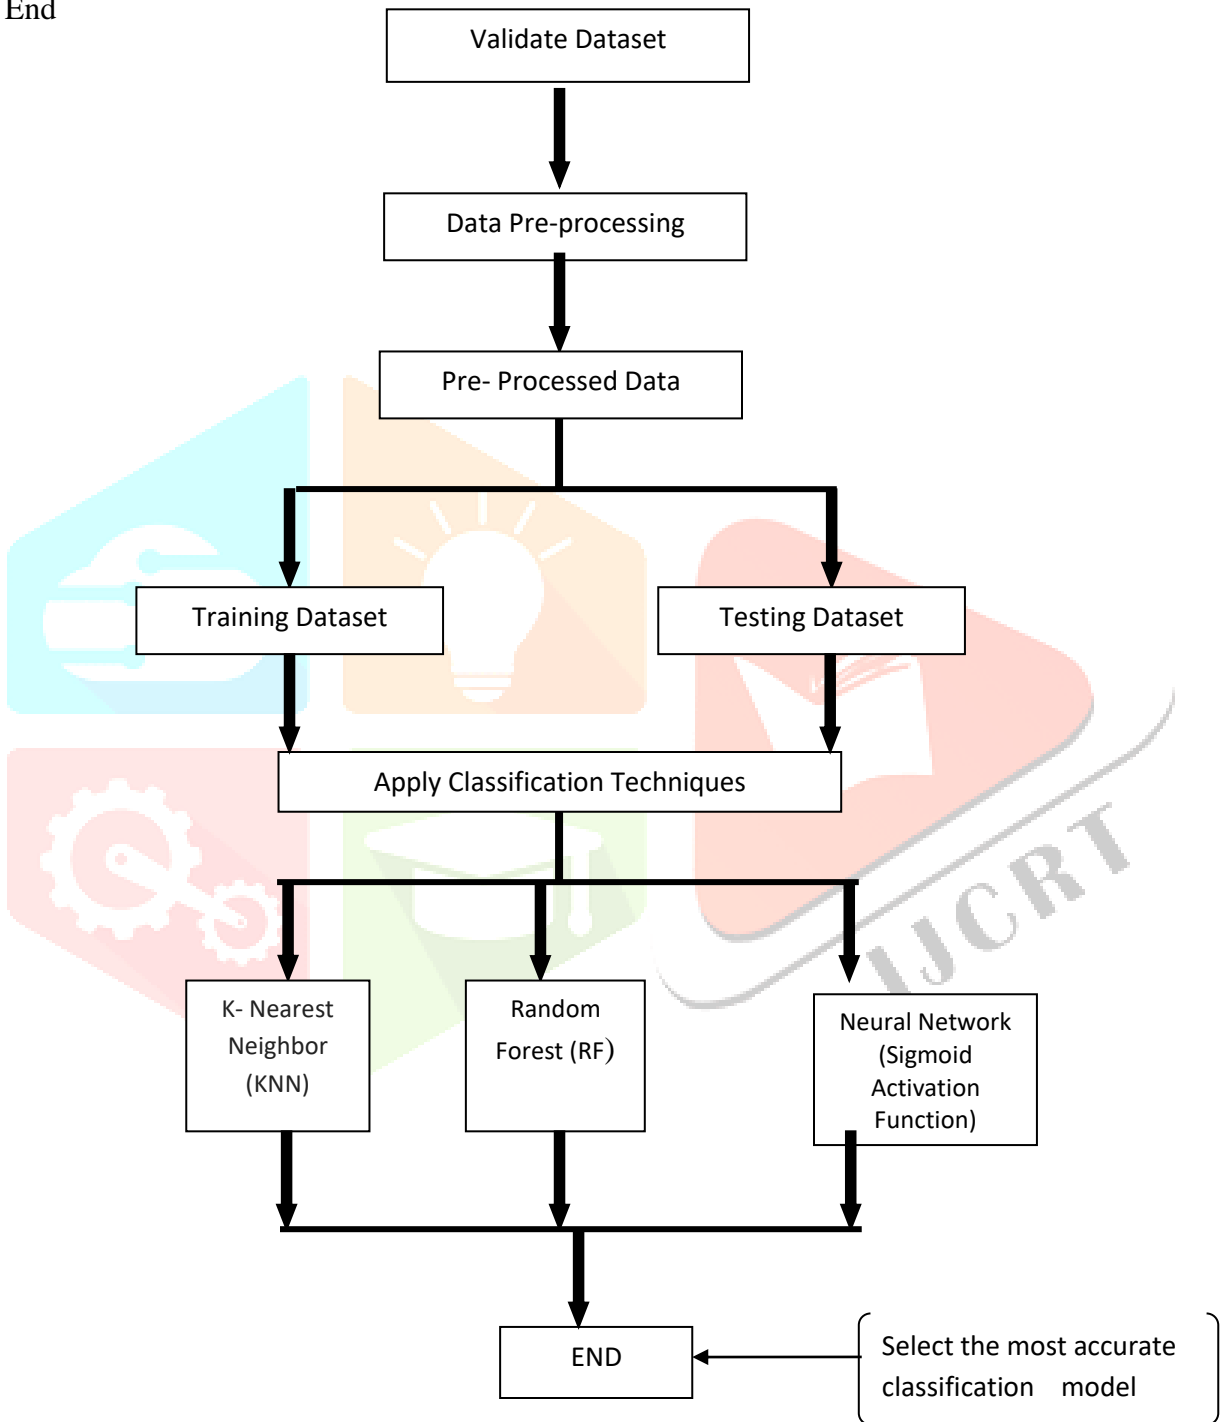 End
Validate Dataset
Data Pre-processing
Pre- Processed Data
Training Dataset
Testing Dataset
Apply Classification Techniques
K- Nearest
Neighbor
(KNN)
Random
Forest (RF)
Neural Network
(Sigmoid
Activation
Function)
IJCRT
END
Select the most accurate
classification model